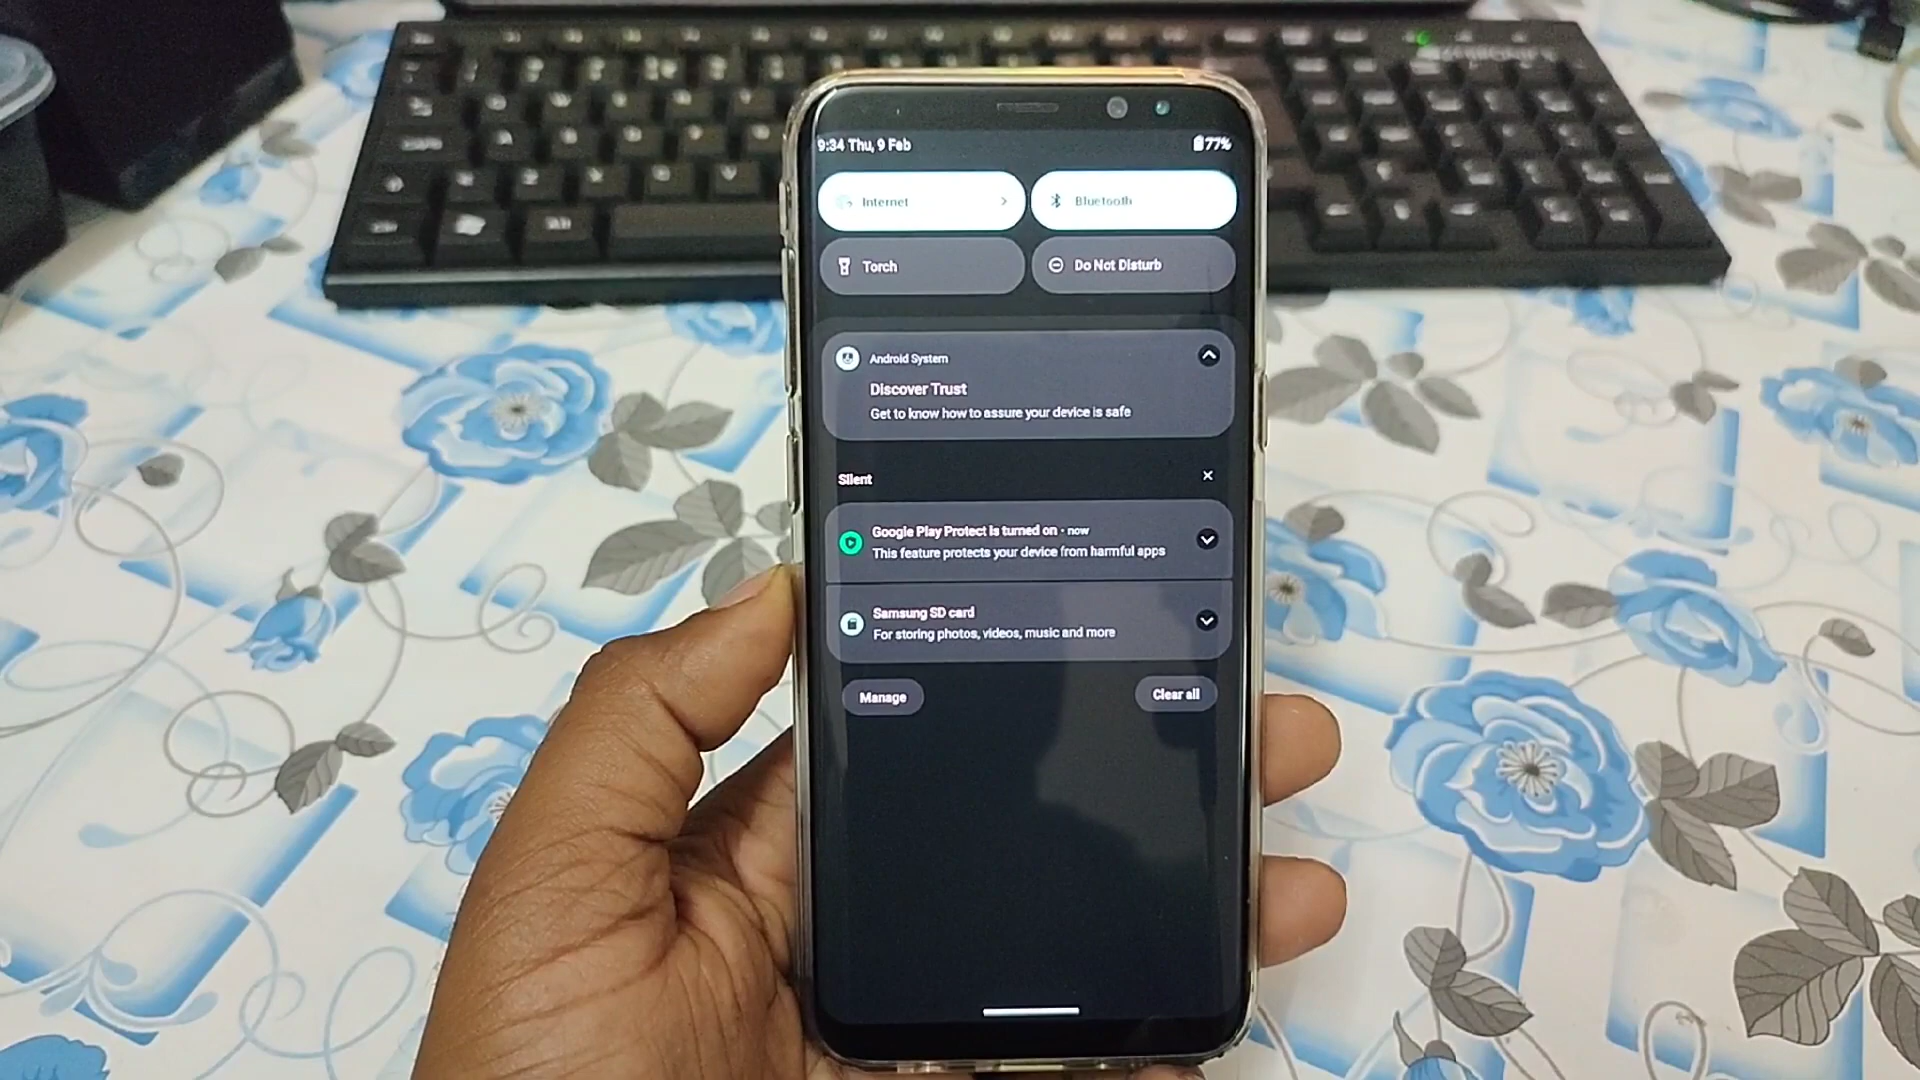 9:34 Thu, 9 Feb
77%
Internet
Bluetooth
Torch
Do Not Disturb
Android System
Discover Trust
Get to know how to assure your device is safe
Silent
Google Play Protect is turned on • now
This feature protects your device from harmful apps
Samsung SD card
For storing photos, videos, music and more
Manage
Clear all